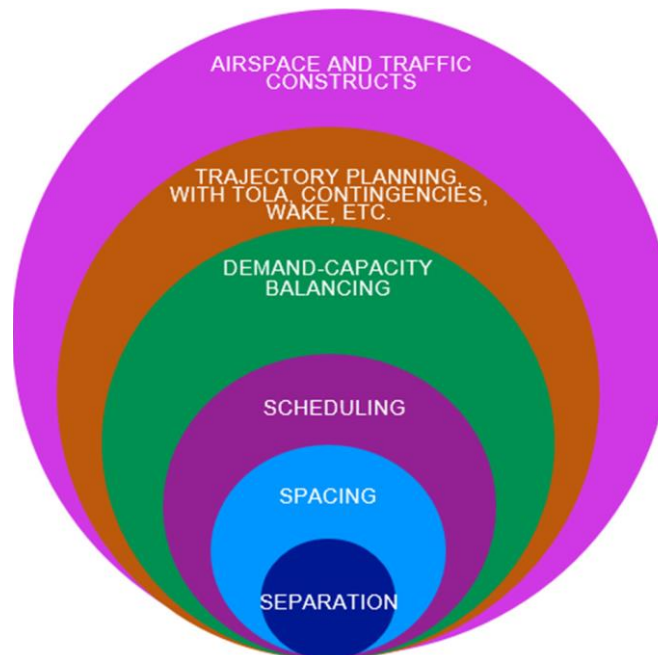 AIRSPACE AND TRAFFIC
CONSTRUCTS
TRAJECTORY PLANNING,
WITH TOLA, CONTINGENCIES,
WAKE, ETC.
DEMAND-CAPACITY
BALANCING
SCHEDULING
SPACING
SEPARATION